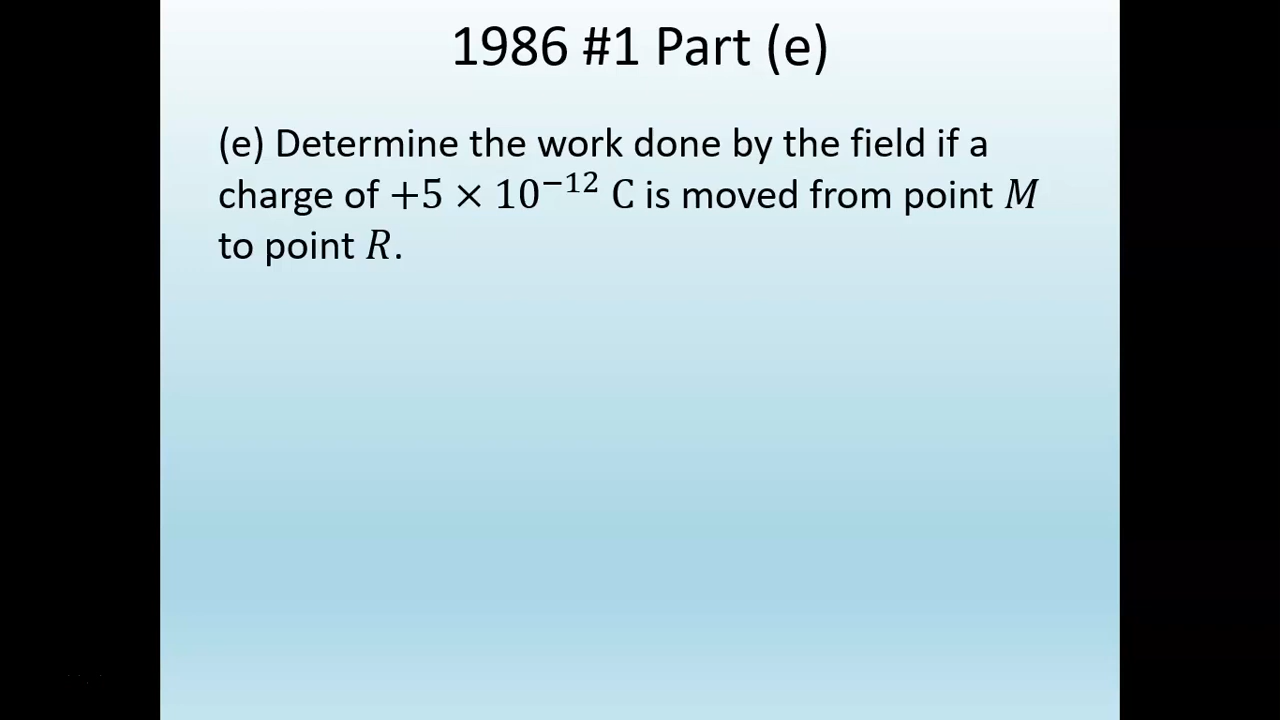 1986 #1 Part (e)
(e) Determine the work done by the field if a
charge of +5 × 10⁻¹² C is moved from point 𝑀
to point 𝑅.